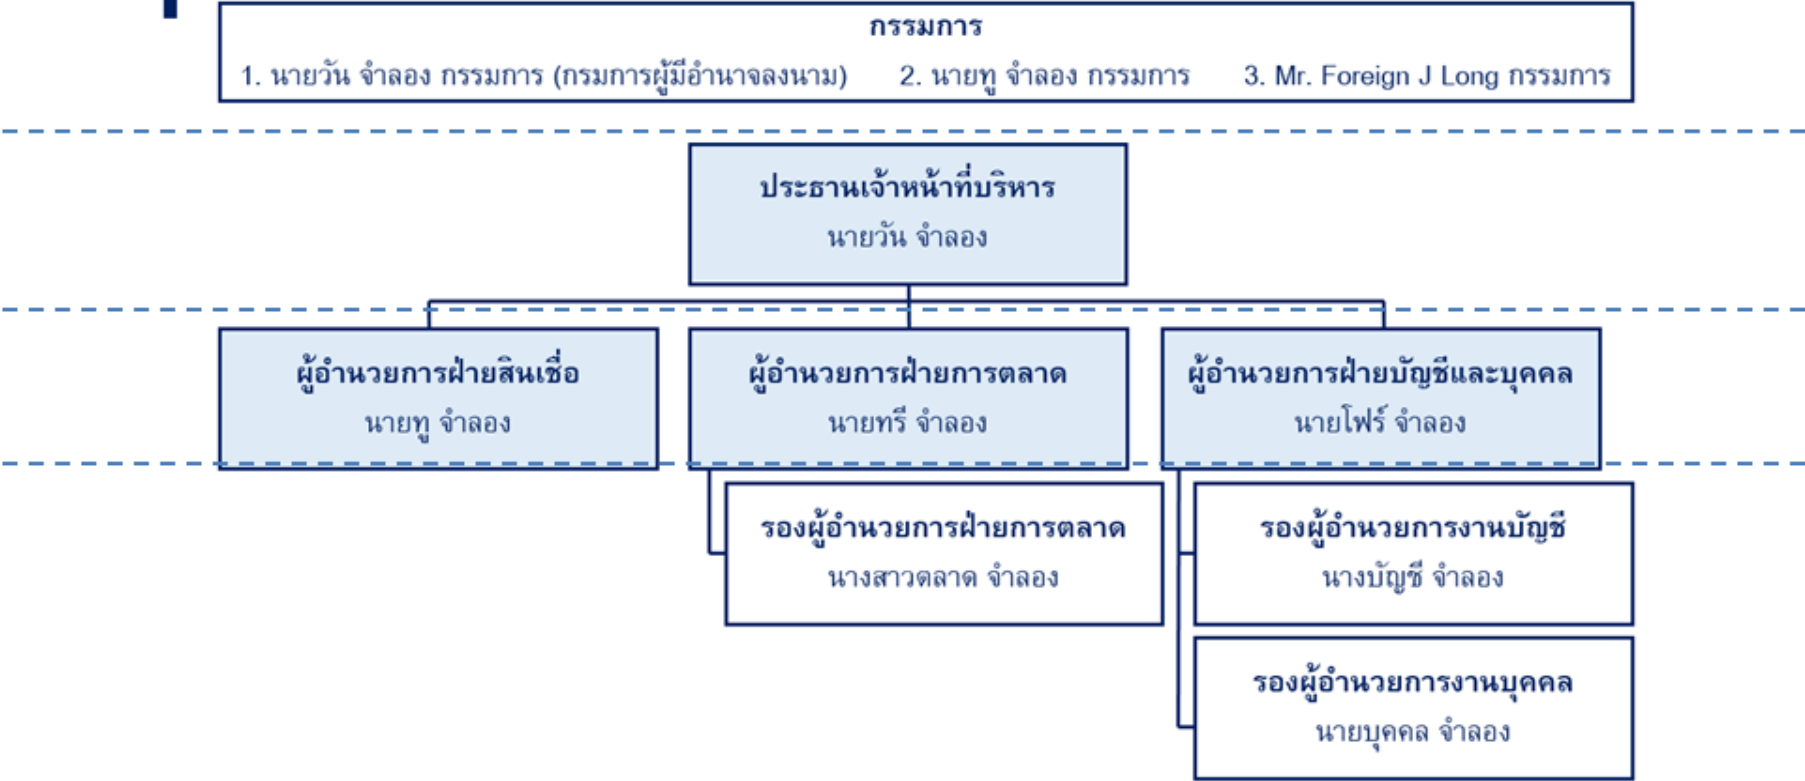 กรรมการ
1. นายวัน จำลอง กรรมการ (กรมการผู้มีอำนาจลงนาม) 2. นายทู จำลอง กรรมการ 3. Mr. Foreign J Long กรรมการ
ประธานเจ้าหน้าที่บริหาร
นายวัน จำลอง
ผู้อำนวยการฝ่ายสินเชื่อ
นายทู จำลอง
ผู้อำนวยการฝ่ายการตลาด
นายทรี จำลอง
ผู้อำนวยการฝ่ายบัญชีและบุคคล
นายโฟร์ จำลอง
รองผู้อำนวยการฝ่ายการตลาด
นางสาวตลาด จำลอง
รองผู้อำนวยการงานบัญชี
นางบัญชี จำลอง
รองผู้อำนวยการงานบุคคล
นายบุคคล จำลอง